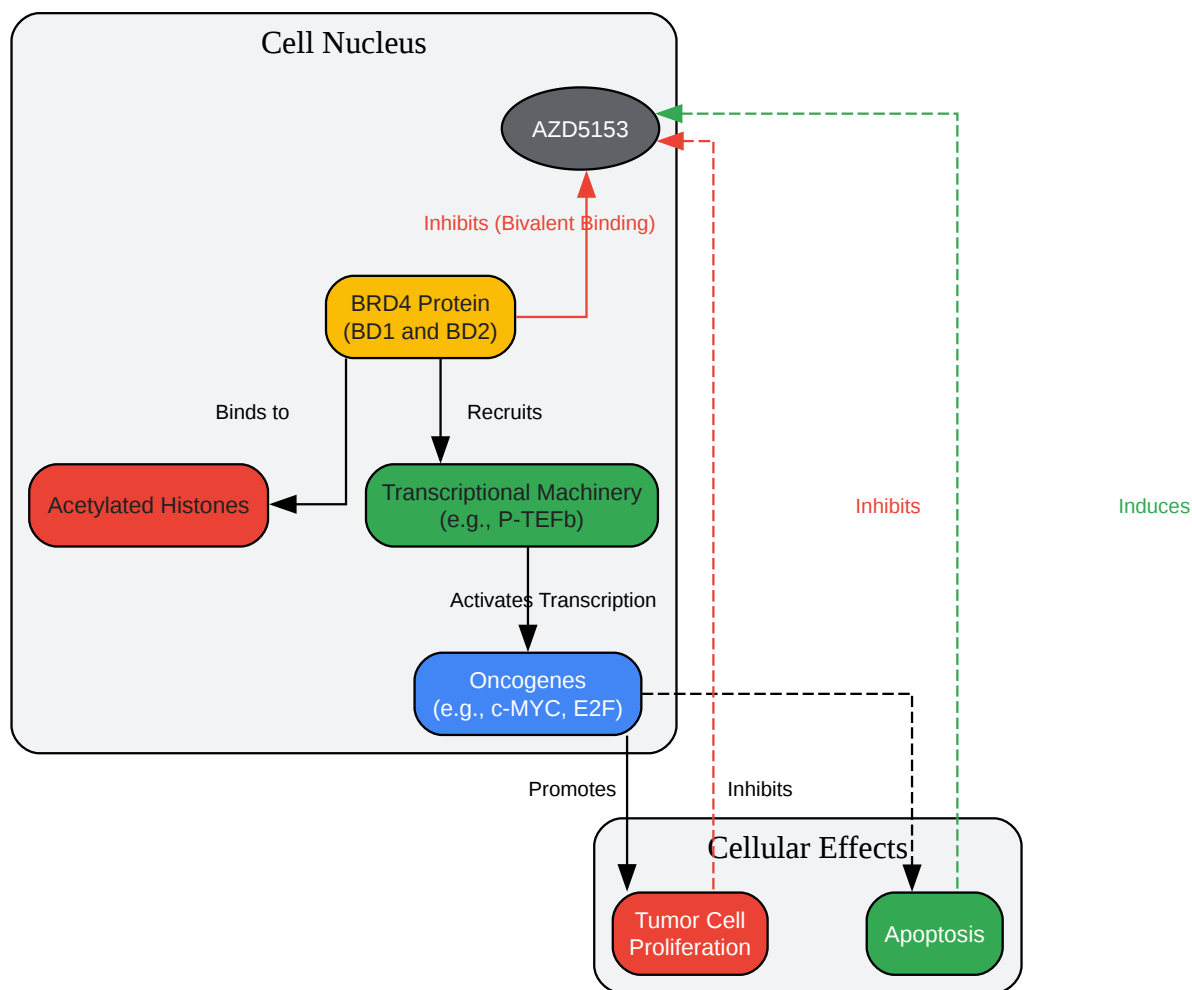 Cell Nucleus
AZD5153
Inhibits (Bivalent Binding)
BRD4 Protein
(BD1 and BD2)
Binds to
Recruits
Acetylated Histones
Transcriptional Machinery
(e.g., P-TEFb)
Inhibits
Induces
Activates Transcription
Oncogenes
(e.g., c-MYC, E2F)
Promotes
Inhibits
Cellular Effects
Tumor Cell
Proliferation
Apoptosis